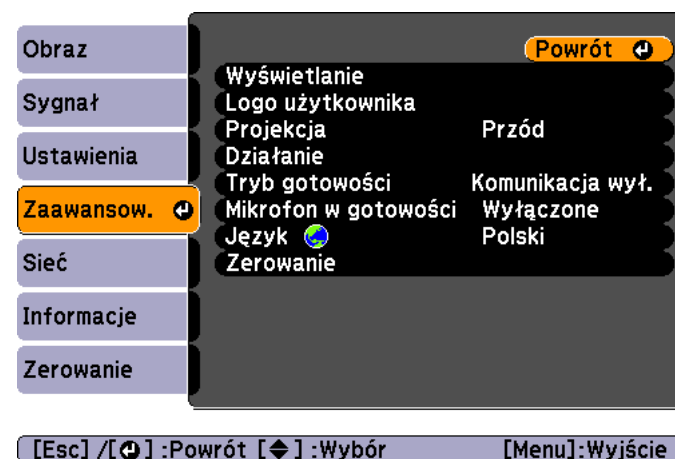 Obraz
Sygnał
Ustawienia
Zaawansow.
Sieć
Informacje
Zerowanie
Powrót
Wyświetlanie
Logo użytkownika
Projekcja Przód
Działanie
Tryb gotowości Komunikacja wył.
Mikrofon w gotowości Wyłączone
Język Polski
Zerowanie
[Esc] /[ ] :Powrót [ ] :Wybór [Menu]:Wyjście